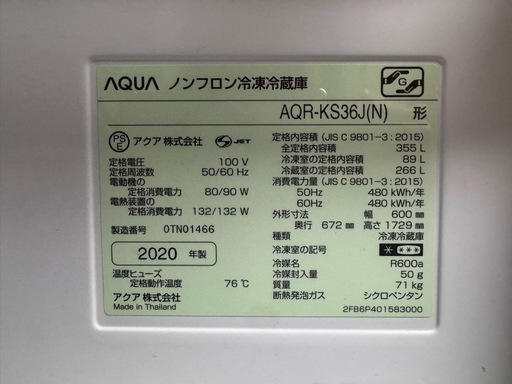 AQUA ノンフロン冷凍冷蔵庫
G
AQR-KS36J(N) 形
PS E アクア株式会社 S JET
定格電圧 100 V
定格周波数 50/60 Hz
電動機の
定格消費電力 80/90 W
電熱装置の
定格消費電力 132/132 W
製造番号 0TN01466
2020 年製
温度ヒューズ
定格動作温度 76℃
アクア株式会社
Made in Thailand
定格内容積 (JIS C 9801-3 : 2015)
全定格内容積 355 L
冷凍室の定格内容積 89 L
冷蔵室の定格内容積 266 L
消費電力量 (JIS C 9801-3 : 2015)
50Hz 480 kWh/年
60Hz 480 kWh/年
外形寸法 幅 600 mm
奥行 672 mm 高さ 1729 mm
種類 冷凍冷蔵庫
冷凍室の記号
冷媒名 R600a
冷媒封入量 50 g
質量 71 kg
断熱発泡ガス シクロペンタン
2FB6P401583000